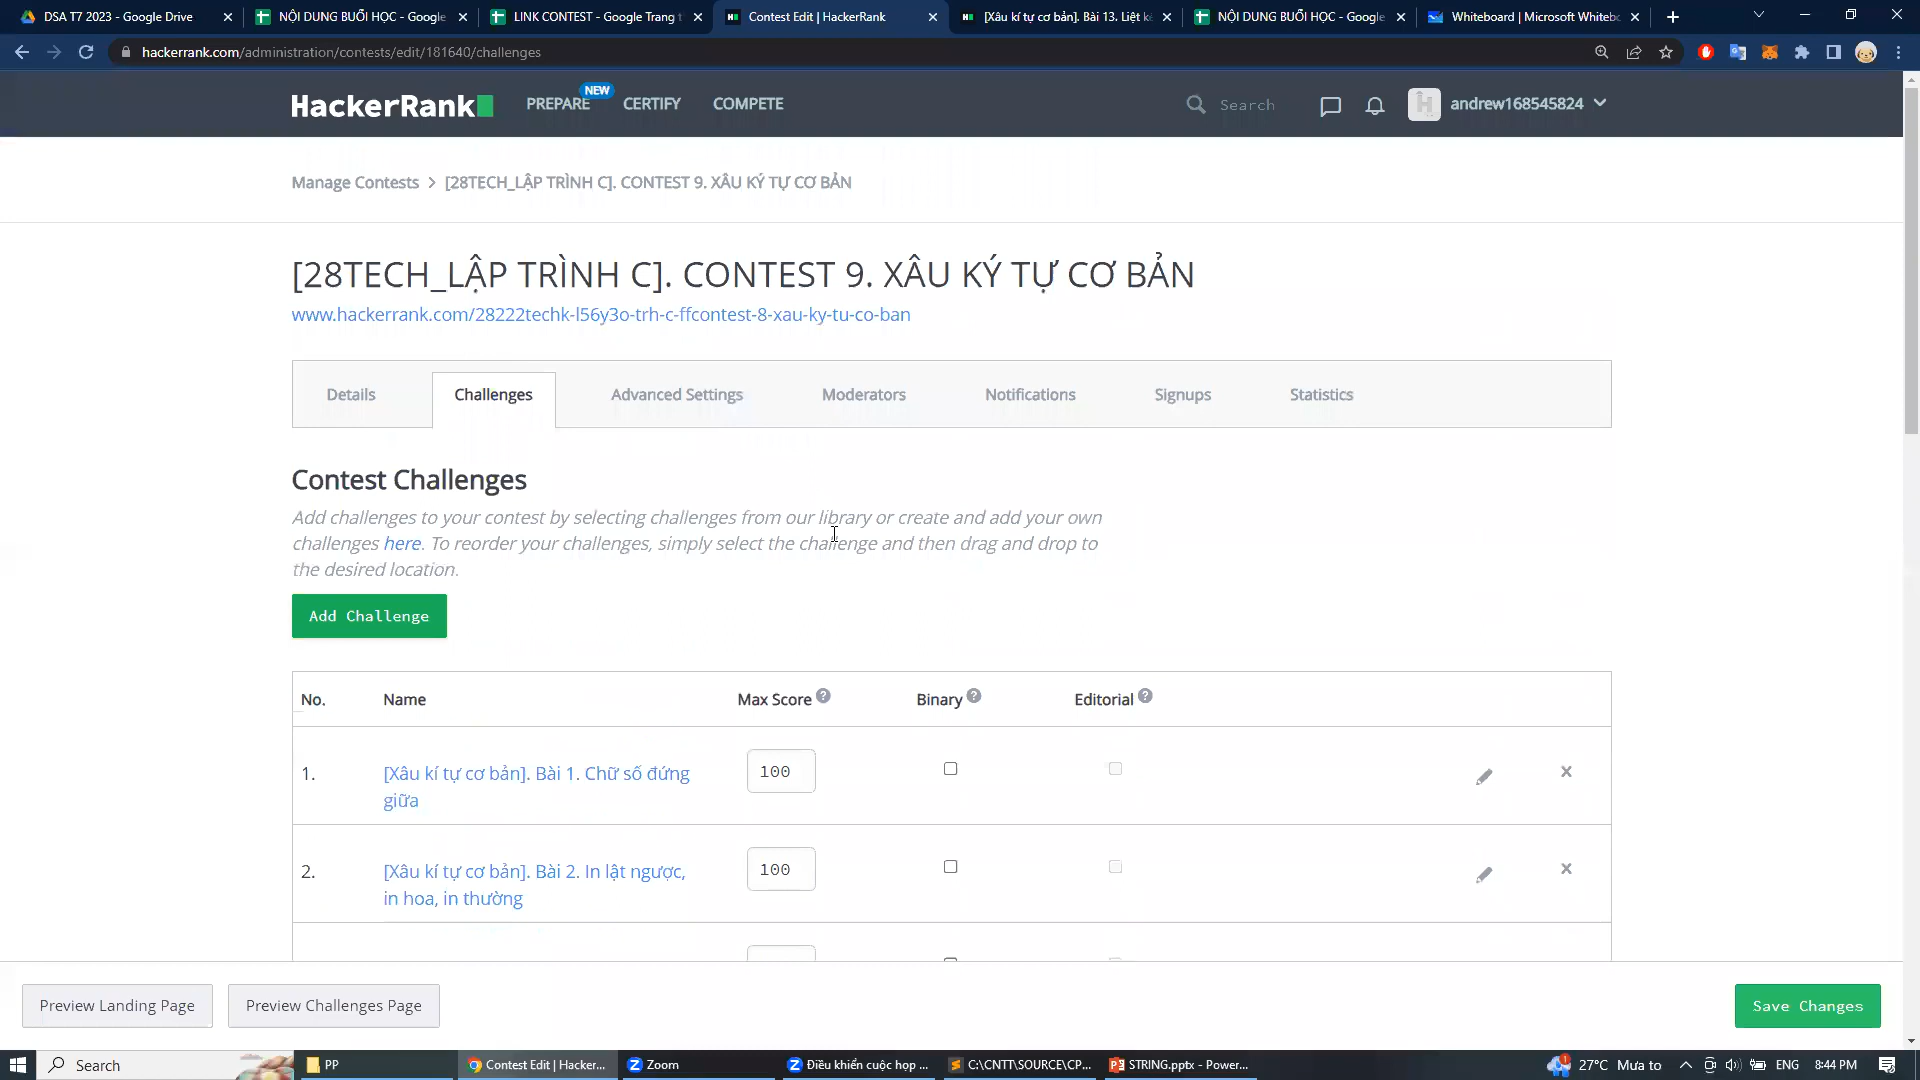 DSA T7 2023 - Google Drive
NỘI DUNG BUỔI HỌC - Google
LINK CONTEST - Google Trang t
Contest Edit | HackerRank
[Xâu kí tự cơ bản]. Bài 13. Liệt k
NỘI DUNG BUỔI HỌC - Google
Whiteboard | Microsoft Whitebo
hackerrank.com/administration/contests/edit/181640/challenges
HackerRank
PREPARE
NEW
CERTIFY
COMPETE
Search
andrew168545824
Manage Contests > [28TECH_LẬP TRÌNH C]. CONTEST 9. XÂU KÝ TỰ CƠ BẢN
[28TECH_LẬP TRÌNH C]. CONTEST 9. XÂU KÝ TỰ CƠ BẢN
www.hackerrank.com/28222techk-l56y3o-trh-c-ffcontest-8-xau-ky-tu-co-ban
Details
Challenges
Advanced Settings
Moderators
Notifications
Signups
Statistics
Contest Challenges
Add challenges to your contest by selecting challenges from our library or create and add your own
challenges here. To reorder your challenges, simply select the challenge and then drag and drop to
the desired location.
Add Challenge
No. Name Max Score ? Binary ? Editorial ?
1. [Xâu kí tự cơ bản]. Bài 1. Chữ số đứng 100
giữa
2. [Xâu kí tự cơ bản]. Bài 2. In lật ngược, 100
in hoa, in thường
Preview Landing Page
Preview Challenges Page
Save Changes
Search
PP
Contest Edit | Hacker...
Zoom
Điều khiển cuộc họp ...
C:\CNTT\SOURCE\CP...
STRING.pptx - Power...
1
27°C Mưa to
ENG
8:44 PM